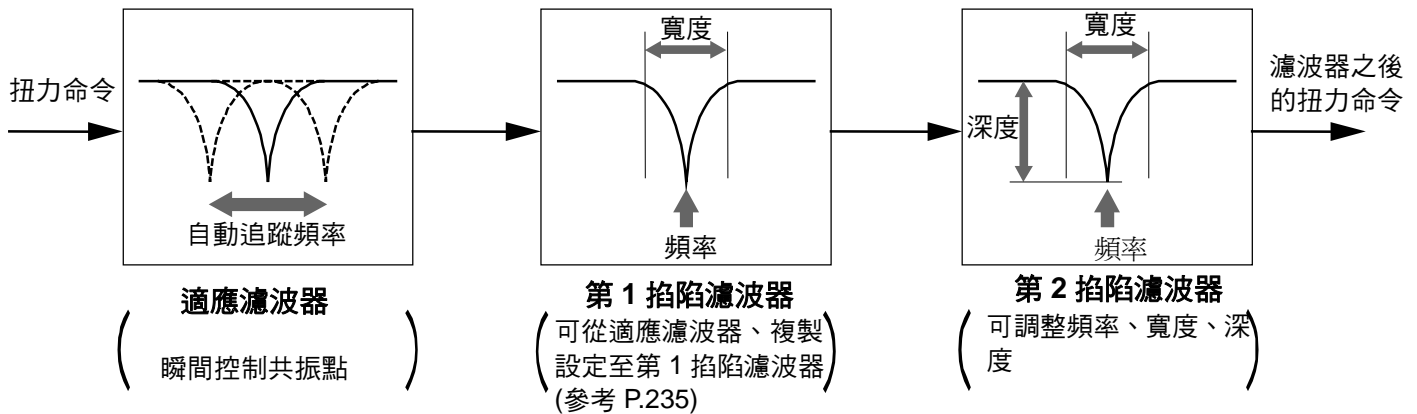 扭力命令
自動追蹤頻率
適應濾波器
瞬間控制共振點
寬度
頻率
第 1 掐陷濾波器
可從適應濾波器、複製
設定至第 1 掐陷濾波器
(參考 P.235)
寬度
深度
頻率
第 2 掐陷濾波器
可調整頻率、寬度、深
度
濾波器之後
的扭力命令